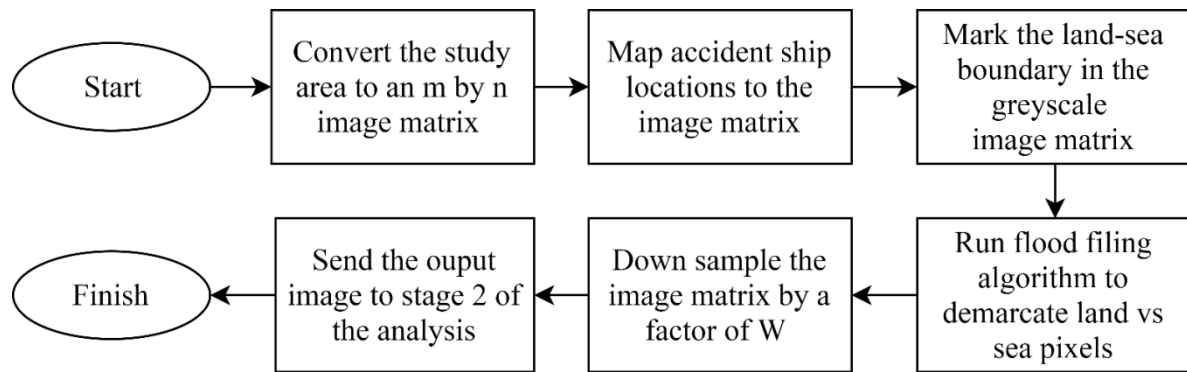 Start
Convert the study
area to an m by n
image matrix
Map accident ship
locations to the
image matrix
Mark the land-sea
boundary in the
greyscale
image matrix
Run flood filing
algorithm to
demarcate land vs
sea pixels
Down sample the
image matrix by a
factor of W
Send the ouput
image to stage 2 of
the analysis
Finish